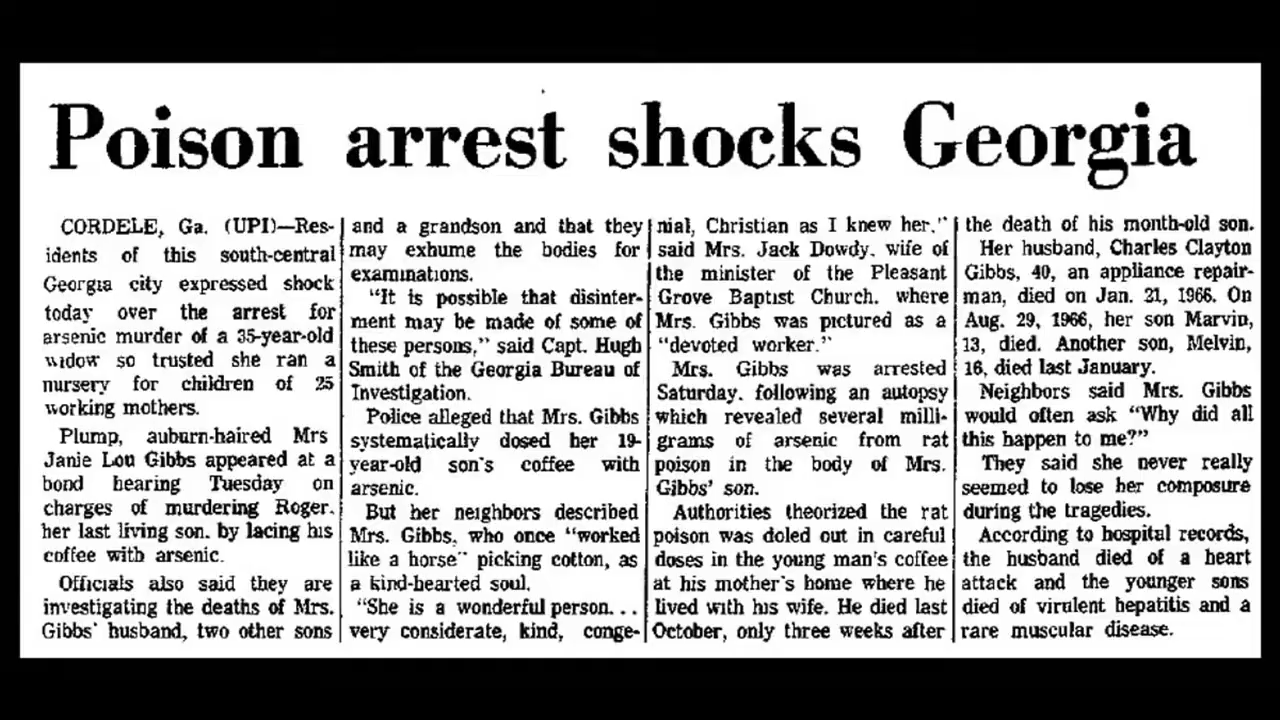 Poison arrest shocks Georgia
CORDELE, Ga. (UPI)—Res-
idents of this south-central
Georgia city expressed shock
today over the arrest for
arsenic murder of a 35-year-old
widow so trusted she ran a
nursery for children of 25
working mothers.
Plump, auburn-haired Mrs
Janie Lou Gibbs appeared at a
bond hearing Tuesday on
charges of murdering Roger,
her last living son, by lacing his
coffee with arsenic.
Officials also said they are
investigating the deaths of Mrs.
Gibbs' husband, two other sons
and a grandson and that they
may exhume the bodies for
examinations.
"It is possible that disinter-
ment may be made of some of
these persons," said Capt. Hugh
Smith of the Georgia Bureau of
Investigation.
Police alleged that Mrs. Gibbs
systematically dosed her 19-
year-old son's coffee with
arsenic.
But her neighbors described
Mrs. Gibbs, who once "worked
like a horse" picking cotton, as
a kind-hearted soul.
"She is a wonderful person. . .
very considerate, kind, conge-
nial, Christian as I knew her,"
said Mrs. Jack Dowdy, wife of
the minister of the Pleasant
Grove Baptist Church, where
Mrs. Gibbs was pictured as a
"devoted worker."
Mrs. Gibbs was arrested
Saturday, following an autopsy
which revealed several milli-
grams of arsenic from rat
poison in the body of Mrs.
Gibbs' son.
Authorities theorized the rat
poison was doled out in careful
doses in the young man's coffee
at his mother's home where he
lived with his wife. He died last
October, only three weeks after
the death of his month-old son.
Her husband, Charles Clayton
Gibbs, 40, an appliance repair-
man, died on Jan. 21, 1966. On
Aug. 29, 1966, her son Marvin,
13, died. Another son, Melvin,
16, died last January.
Neighbors said Mrs. Gibbs
would often ask "Why did all
this happen to me?"
They said she never really
seemed to lose her composure
during the tragedies.
According to hospital records,
the husband died of a heart
attack and the younger sons
died of virulent hepatitis and a
rare muscular disease.